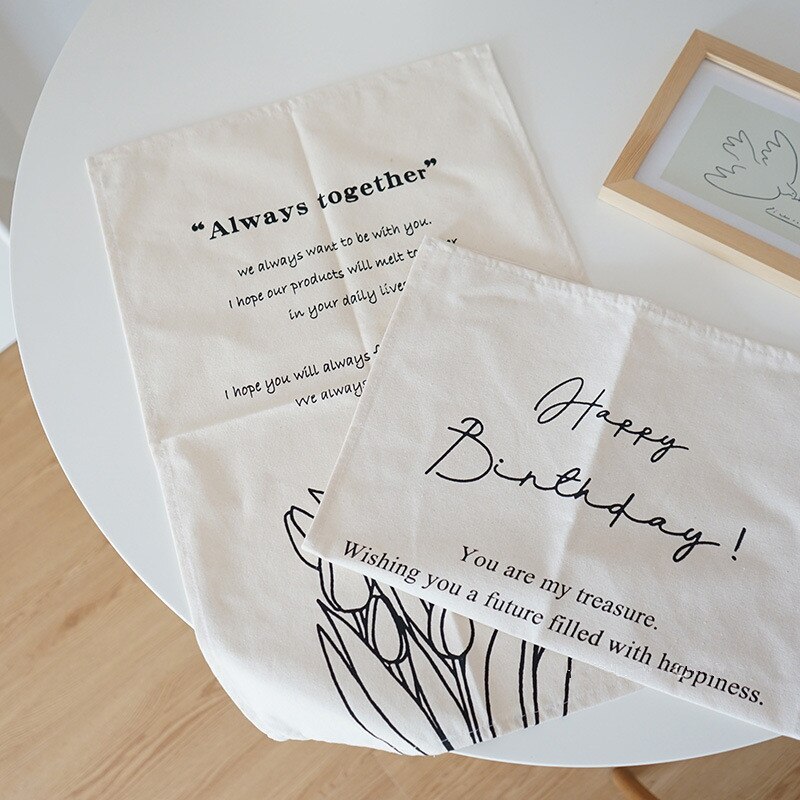 “Always together”
we always want to be with you.
I hope our products will melt
in your daily
I hope you will always
We always
Happy
Birthday!
You are my treasure.
Wishing you a future filled with happiness.